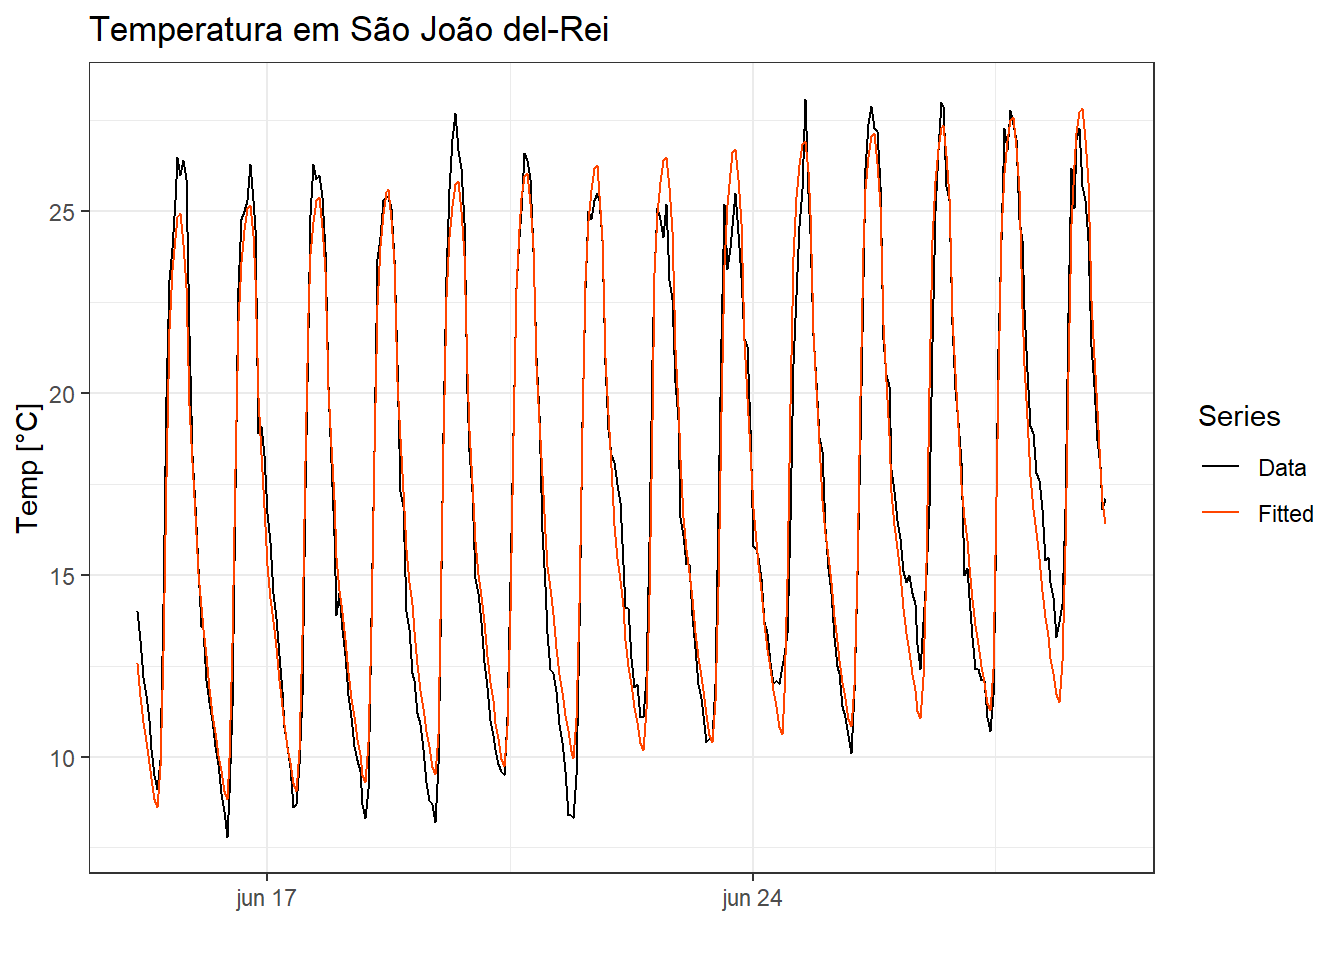 Temperatura em São João del-Rei
Temp [°C]
25
20
15
10
jun 17
jun 24
Series
Data
Fitted